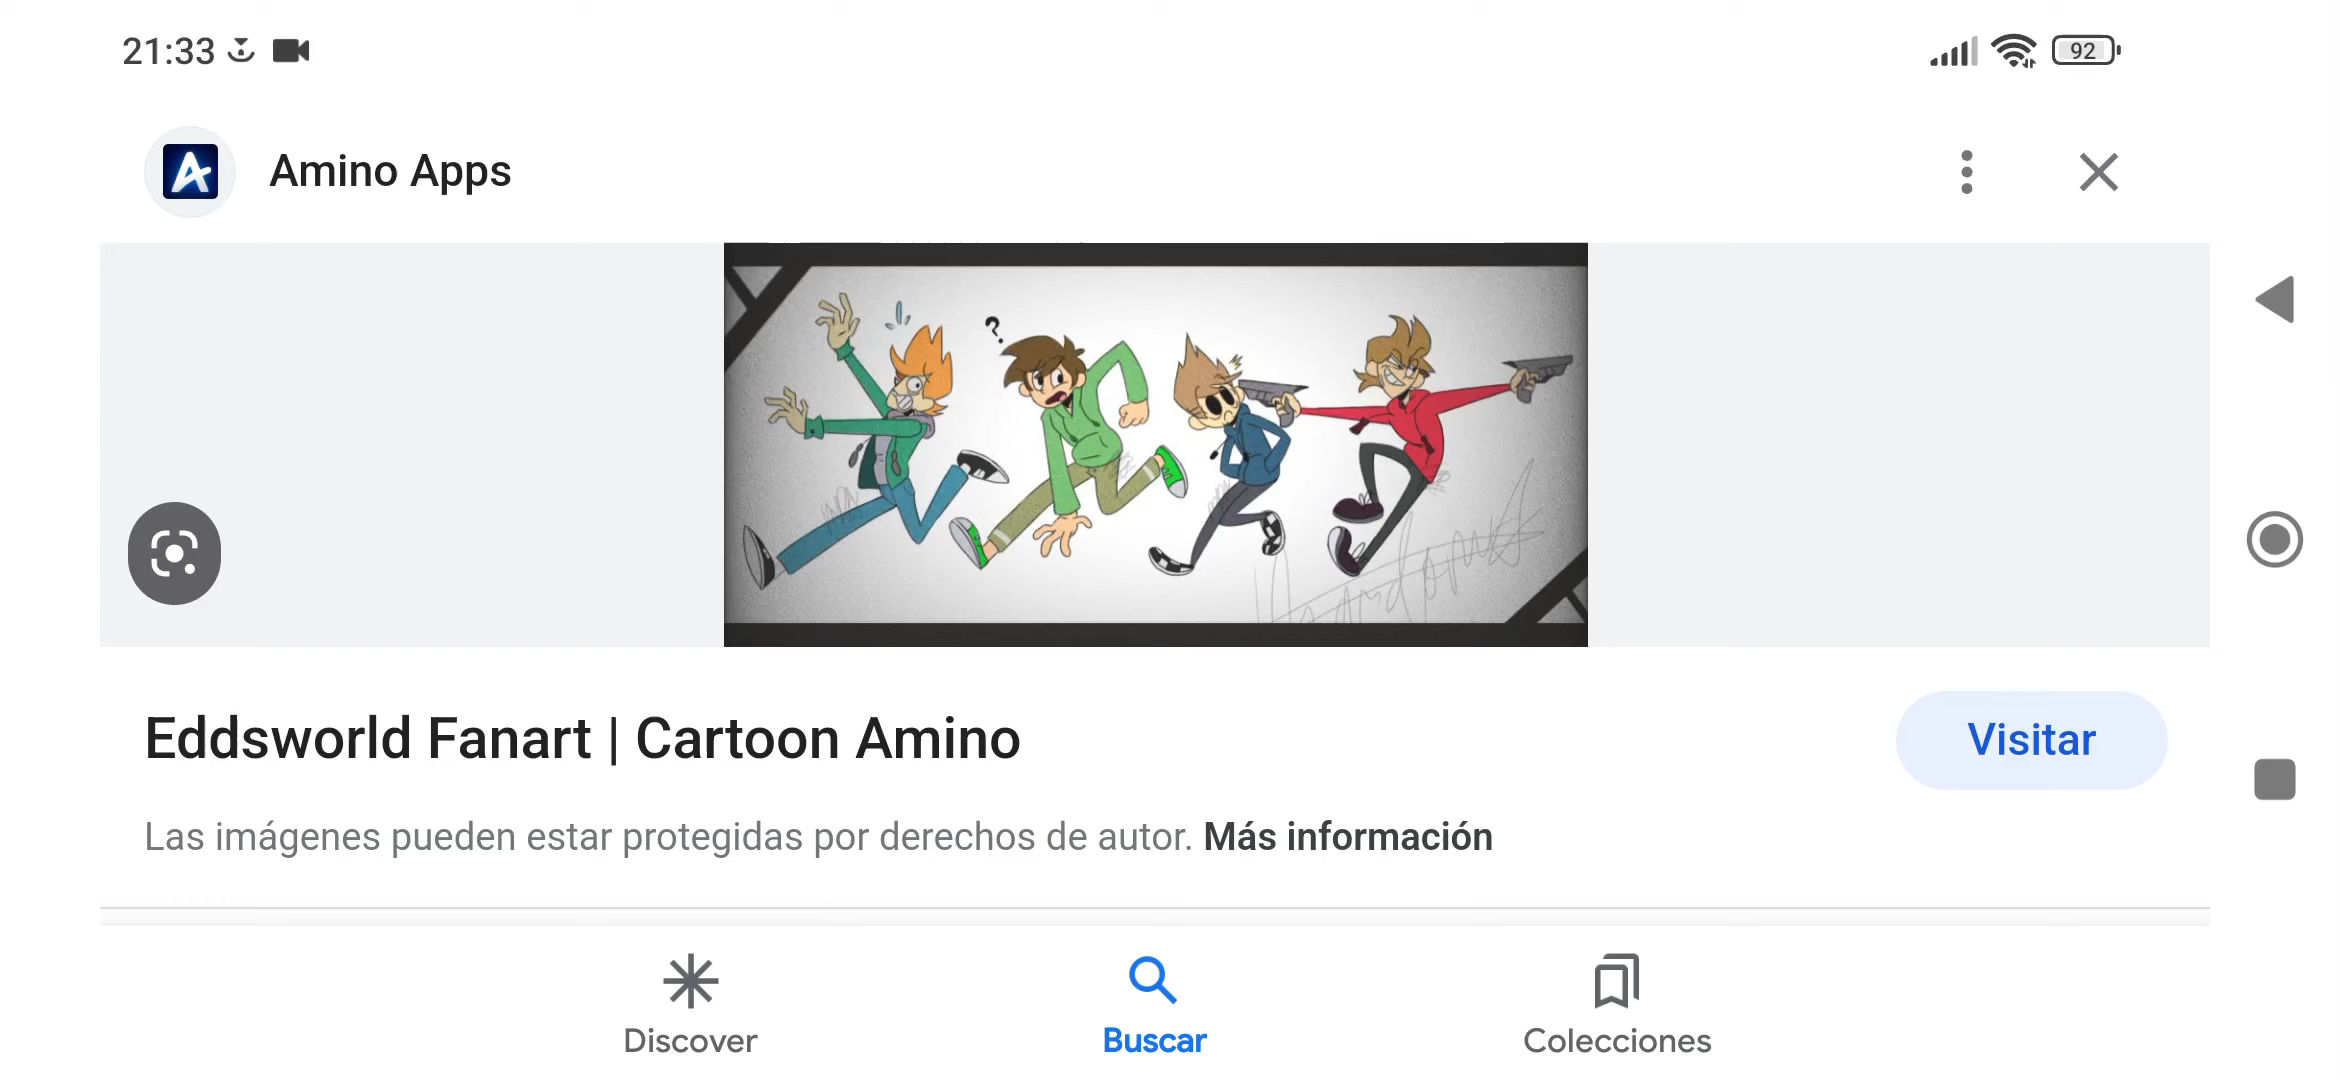 21:33
92
Amino Apps
?
Eddsworld Fanart | Cartoon Amino
Visitar
Las imágenes pueden estar protegidas por derechos de autor. Más información
Discover
Buscar
Colecciones